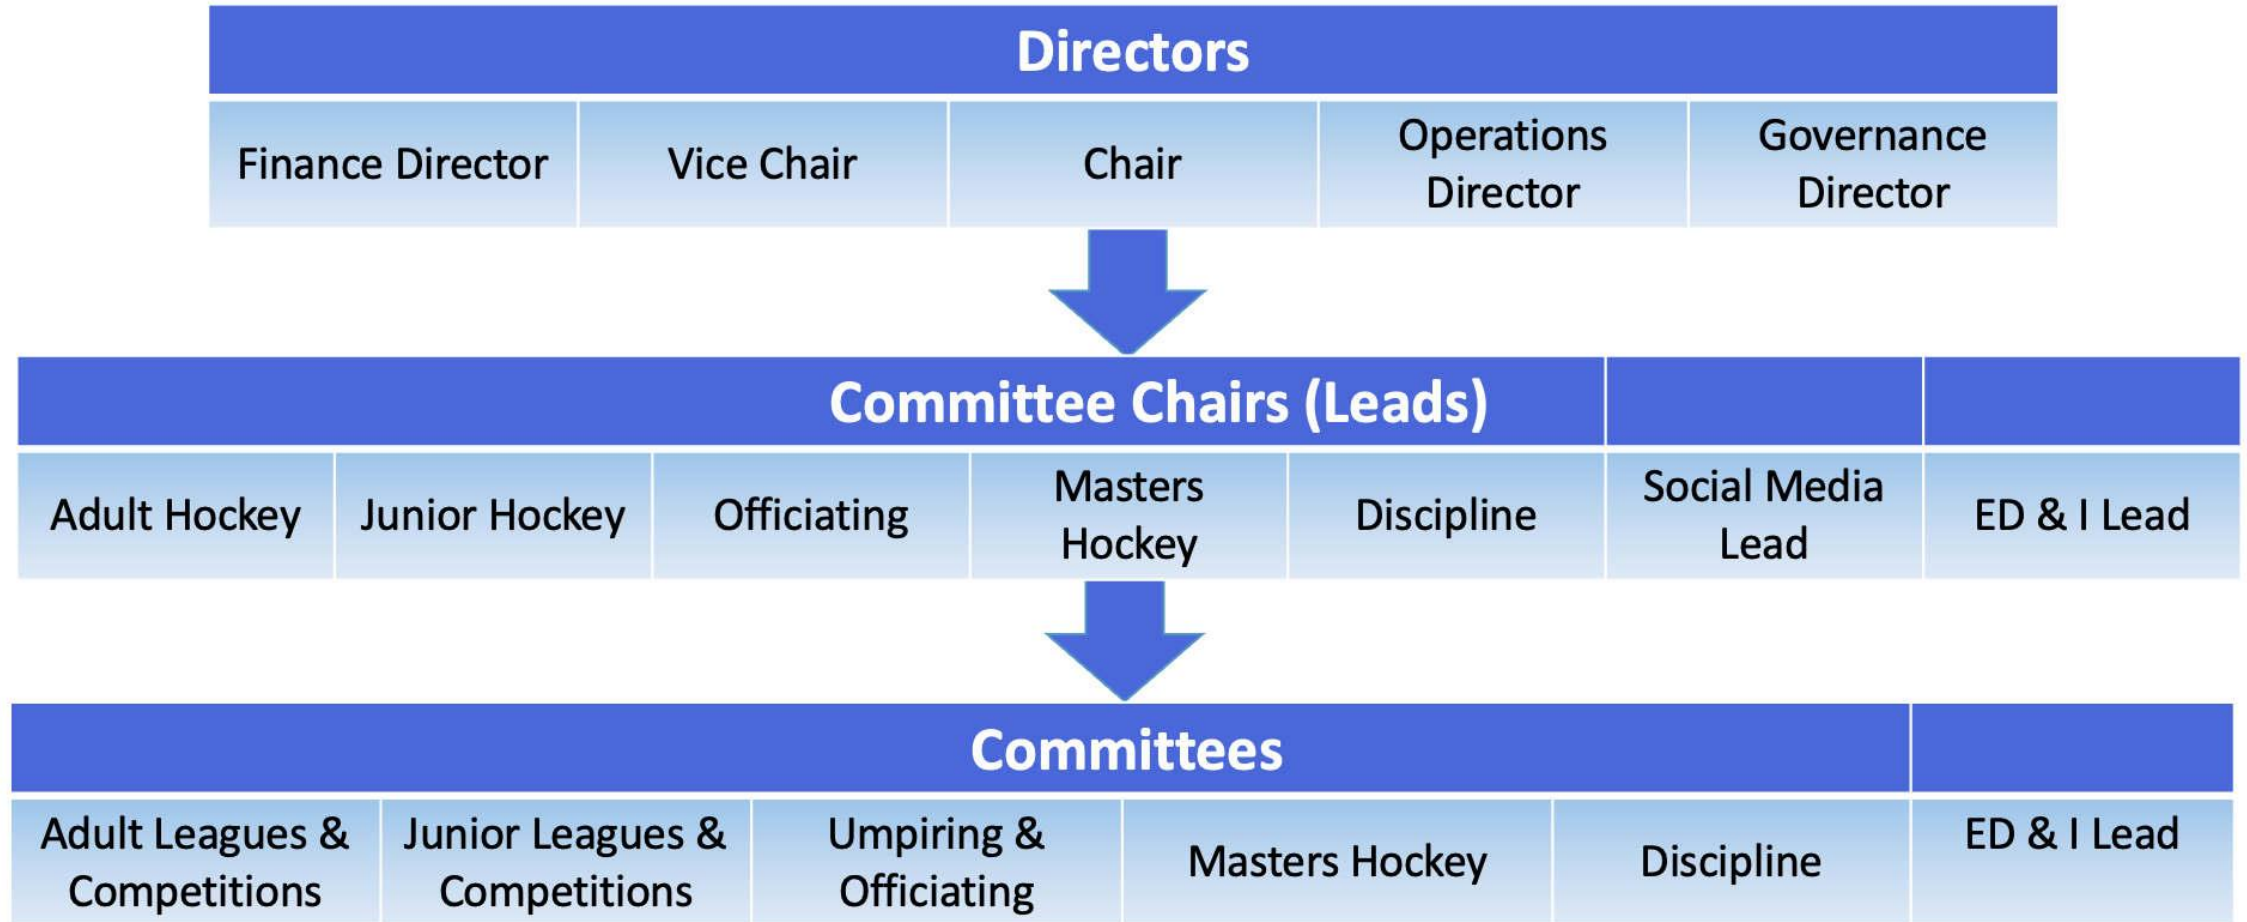 Directors
Finance Director
Vice Chair
Chair
Operations
Director
Governance
Director
Committee Chairs (Leads)
Adult Hockey
Junior Hockey
Officiating
Masters
Hockey
Discipline
Social Media
Lead
ED & I Lead
Committees
Adult Leagues &
Competitions
Junior Leagues &
Competitions
Umpiring &
Officiating
Masters Hockey
Discipline
ED & I Lead